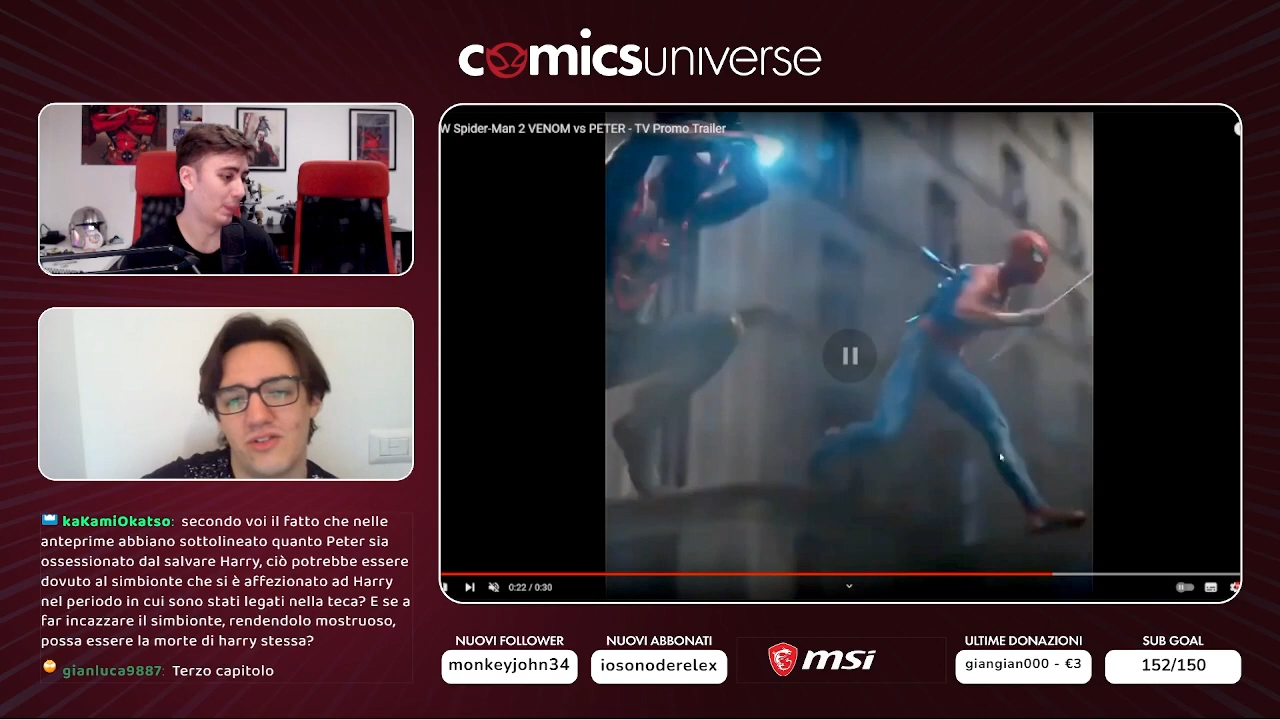 comicsuniverse
W Spider-Man 2 VENOM vs PETER - TV Promo Trailer
0:22 / 0:30
kaKamiOkatso: secondo voi il fatto che nelle
anteprime abbiano sottolineato quanto Peter sia
ossessionato dal salvare Harry, ciò potrebbe essere
dovuto al simbionte che si è affezionato ad Harry
nel periodo in cui sono stati legati nella teca? E se a
far incazzare il simbionte, rendendolo mostruoso,
possa essere la morte di harry stessa?
gianluca9887: Terzo capitolo
NUOVI FOLLOWER
monkeyjohn34
NUOVI ABBONATI
iosonoderelex
msi
ULTIME DONAZIONI
giangian000 - €3
SUB GOAL
152/150